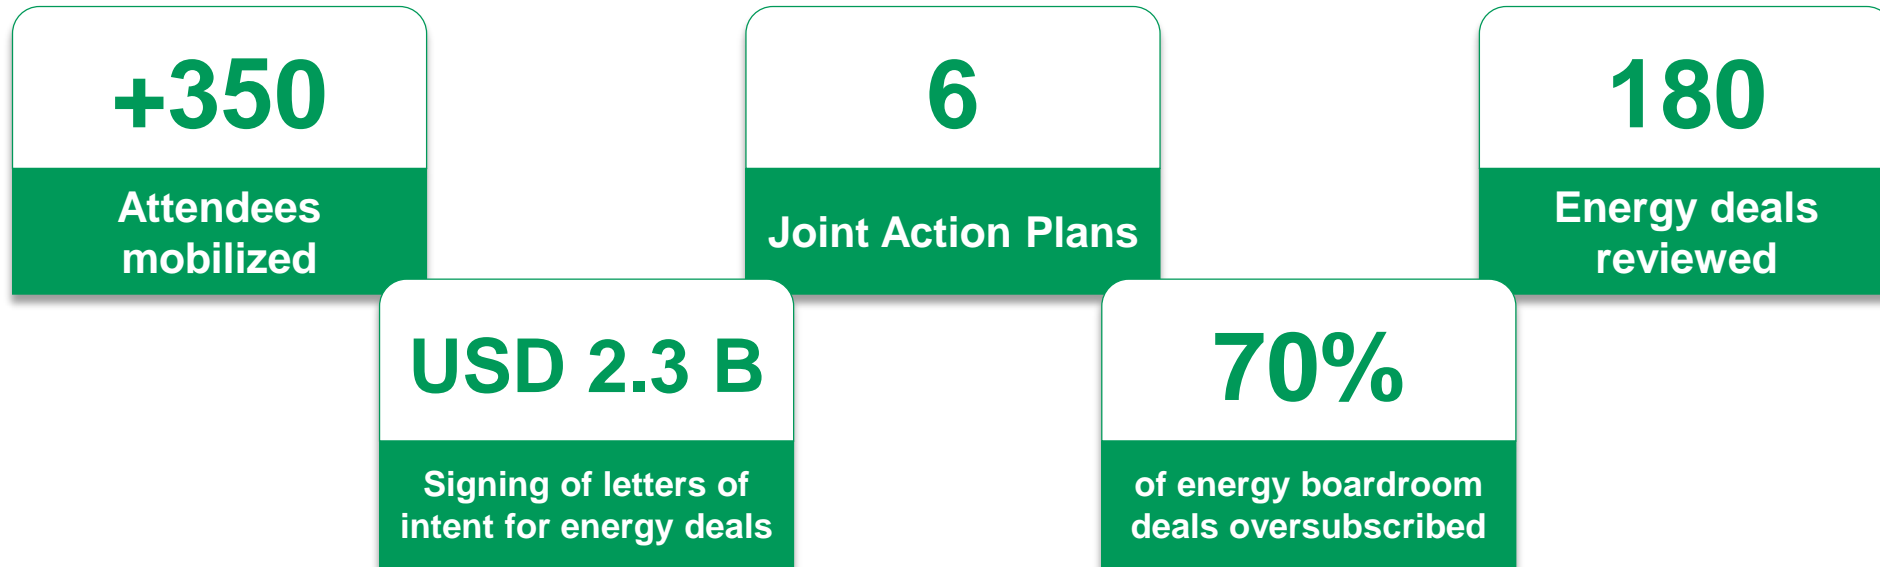 +350
Attendees
mobilized
6
Joint Action Plans
180
Energy deals
reviewed
USD 2.3 B
Signing of letters of
intent for energy deals
70%
of energy boardroom
deals oversubscribed